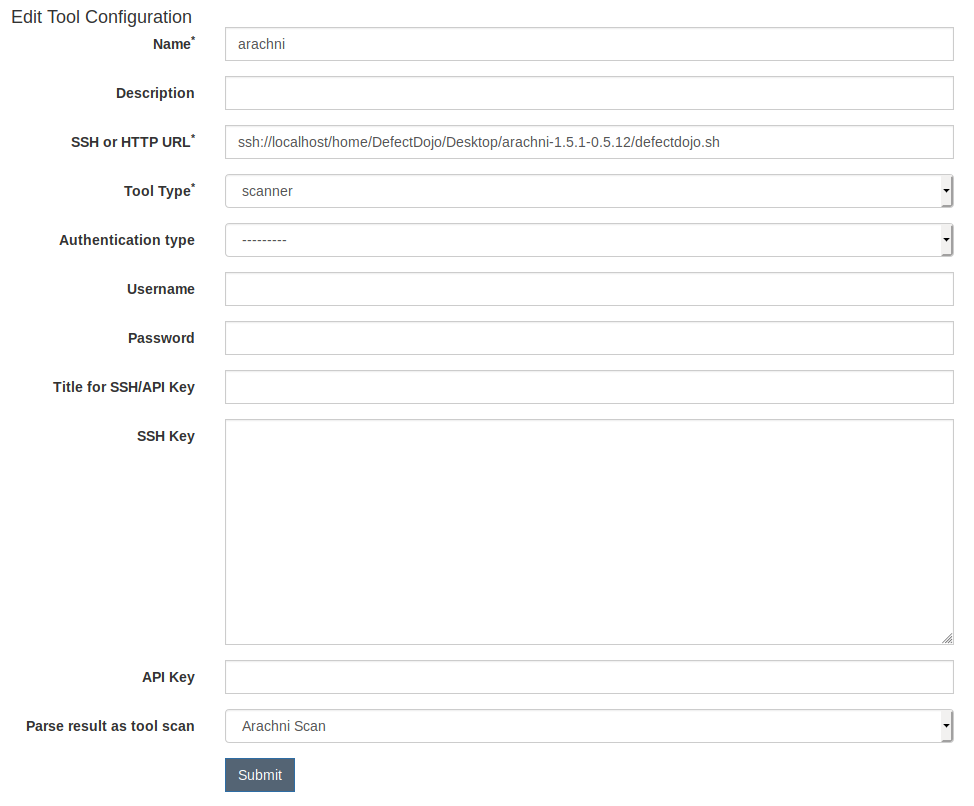 Edit Tool Configuration
Name* arachni
Description
SSH or HTTP URL* ssh://localhost/home/DefectDojo/Desktop/arachni-1.5.1-0.5.12/defectdojo.sh
Tool Type* scanner
Authentication type ---------
Username
Password
Title for SSH/API Key
SSH Key
API Key
Parse result as tool scan Arachni Scan
Submit